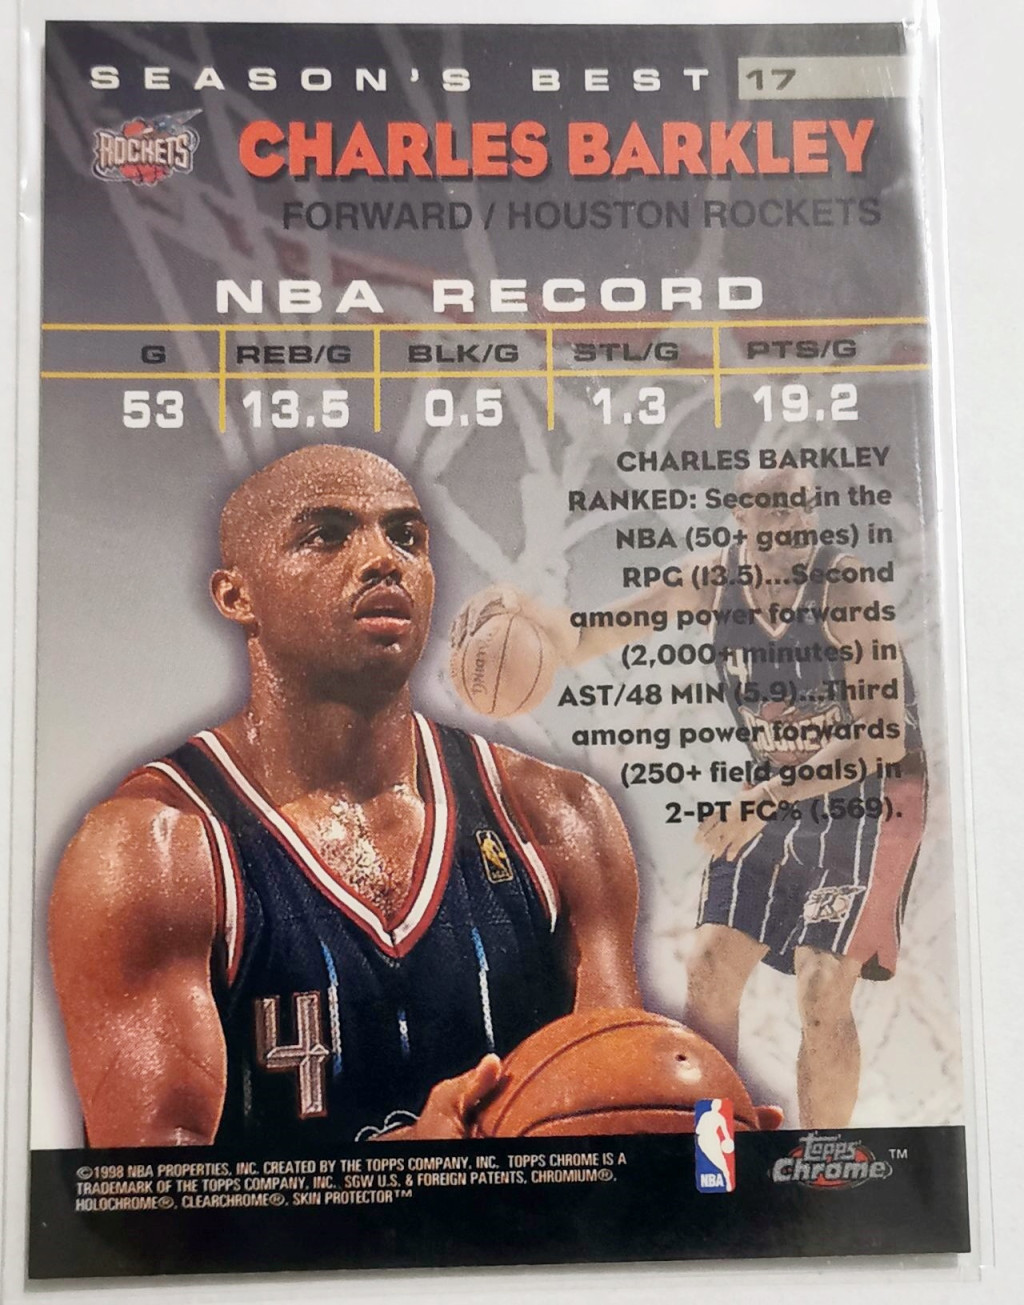 SEASON'S BEST 17
ROCKETS
CHARLES BARKLEY
FORWARD / HOUSTON ROCKETS
NBA RECORD
G REB/G BLK/G STL/G PTS/G
53 13.5 0.5 1.3 19.2
CHARLES BARKLEY
RANKED: Second in the
NBA (50+ games) in
RPG (13.5)...Second
among power forwards
(2,000+ minutes) in
AST/48 MIN (5.9)...Third
among power forwards
(250+ field goals) in
2-PT FG% (.569).
SPALDING
4
ROCKETS
4
©1998 NBA PROPERTIES, INC. CREATED BY THE TOPPS COMPANY, INC. TOPPS CHROME IS A
TRADEMARK OF THE TOPPS COMPANY, INC. SGW U.S. & FOREIGN PATENTS, CHROMIUM®,
HOLOCHROME®, CLEARCHROME®, SKIN PROTECTOR™
NBA
Topps
Chrome™